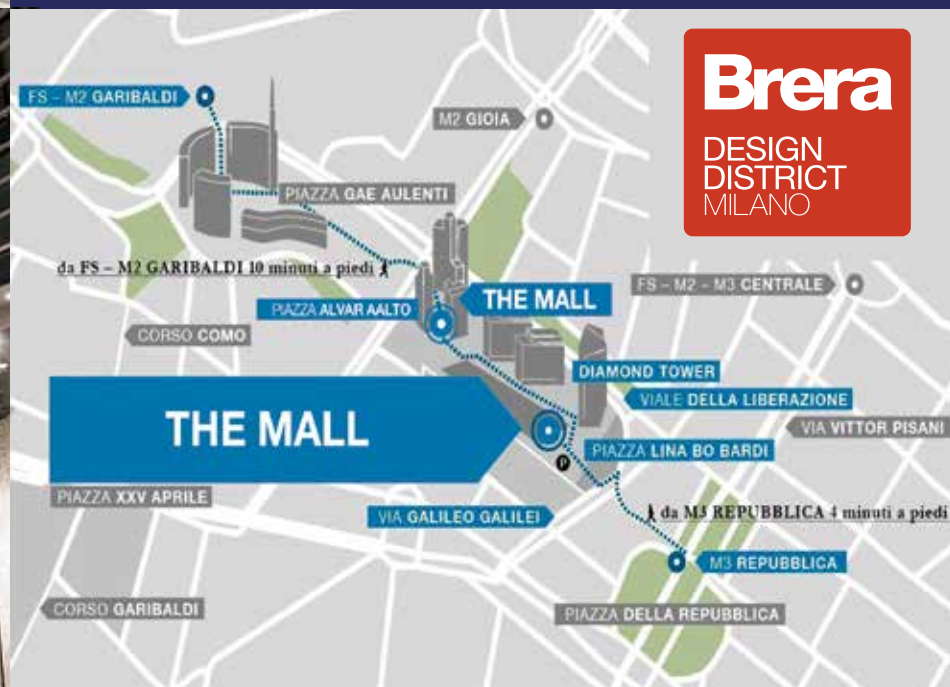 Brera
DESIGN
DISTRICT
MILANO
FS – M2 GARIBALDI
M2 GIOIA
PIAZZA GAE AULENTI
da FS – M2 GARIBALDI 10 minuti a piedi
FS – M2 – M3 CENTRALE
PIAZZA ALVAR AALTO
THE MALL
CORSO COMO
DIAMOND TOWER
VIALE DELLA LIBERAZIONE
THE MALL
VIA VITTOR PISANI
PIAZZA LINA BO BARDI
P
PIAZZA XXV APRILE
VIA GALILEO GALILEI
da M3 REPUBBLICA 4 minuti a piedi
M3 REPUBBLICA
CORSO GARIBALDI
PIAZZA DELLA REPUBBLICA